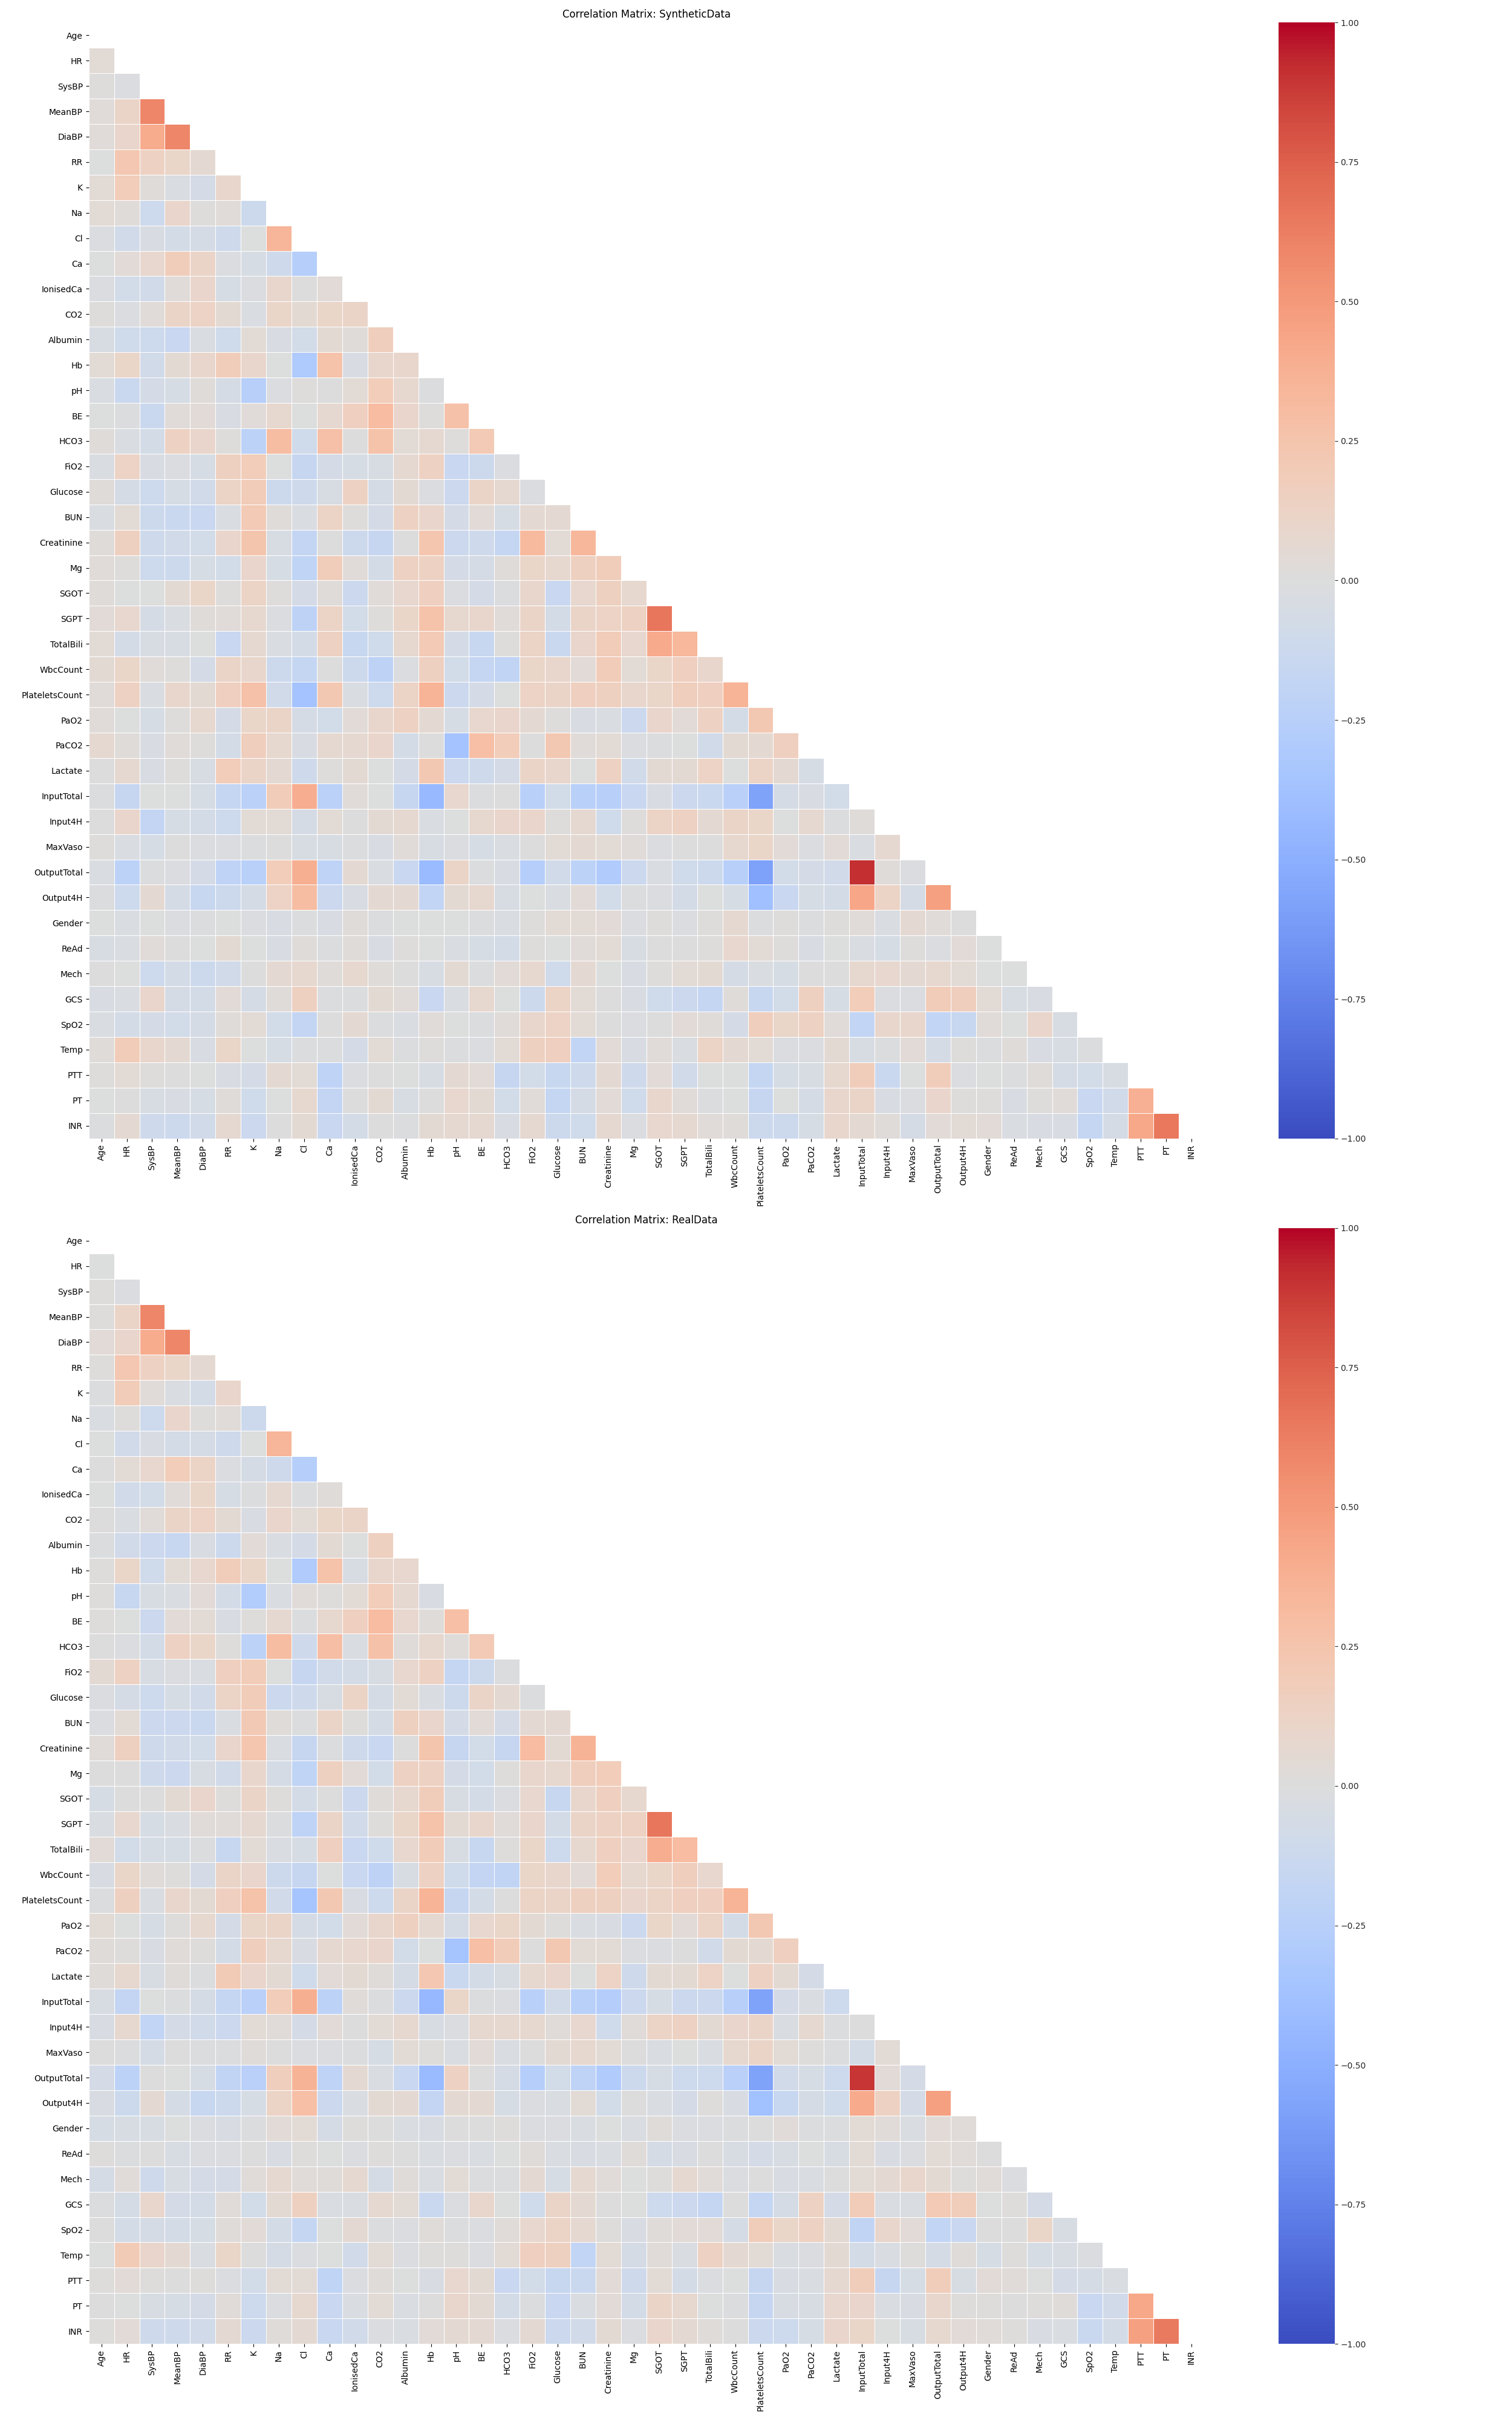 Correlation Matrix: SyntheticData
Age
HR
SysBP
MeanBP
DiaBP
RR
K
Na
Cl
Ca
IonisedCa
CO2
Albumin
Hb
pH
BE
HCO3
FiO2
Glucose
BUN
Creatinine
Mg
SGOT
SGPT
TotalBili
WbcCount
PlateletsCount
PaO2
PaCO2
Lactate
InputTotal
Input4H
MaxVaso
OutputTotal
Output4H
Gender
ReAd
Mech
GCS
SpO2
Temp
PTT
PT
INR
Age HR SysBP MeanBP DiaBP RR K Na Cl Ca IonisedCa CO2 Albumin Hb pH BE HCO3 FiO2 Glucose BUN Creatinine Mg SGOT SGPT TotalBili WbcCount PlateletsCount PaO2 PaCO2 Lactate InputTotal Input4H MaxVaso OutputTotal Output4H Gender ReAd Mech GCS SpO2 Temp PTT PT INR
1.00
0.75
0.50
0.25
0.00
−0.25
−0.50
−0.75
−1.00
Correlation Matrix: RealData
Age
HR
SysBP
MeanBP
DiaBP
RR
K
Na
Cl
Ca
IonisedCa
CO2
Albumin
Hb
pH
BE
HCO3
FiO2
Glucose
BUN
Creatinine
Mg
SGOT
SGPT
TotalBili
WbcCount
PlateletsCount
PaO2
PaCO2
Lactate
InputTotal
Input4H
MaxVaso
OutputTotal
Output4H
Gender
ReAd
Mech
GCS
SpO2
Temp
PTT
PT
INR
Age HR SysBP MeanBP DiaBP RR K Na Cl Ca IonisedCa CO2 Albumin Hb pH BE HCO3 FiO2 Glucose BUN Creatinine Mg SGOT SGPT TotalBili WbcCount PlateletsCount PaO2 PaCO2 Lactate InputTotal Input4H MaxVaso OutputTotal Output4H Gender ReAd Mech GCS SpO2 Temp PTT PT INR
1.00
0.75
0.50
0.25
0.00
−0.25
−0.50
−0.75
−1.00